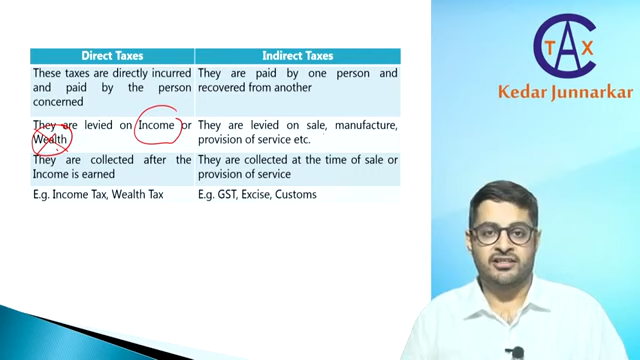 Direct Taxes
Indirect Taxes
These taxes are directly incurred
and paid by the person
concerned
They are paid by one person and
recovered from another
They are levied on Income or
Wealth
They are levied on sale, manufacture,
provision of service etc.
They are collected after the
Income is earned
They are collected at the time of sale or
provision of service
E.g. Income Tax, Wealth Tax
E.g. GST, Excise, Customs
CA
TAX
Kedar Junnarkar